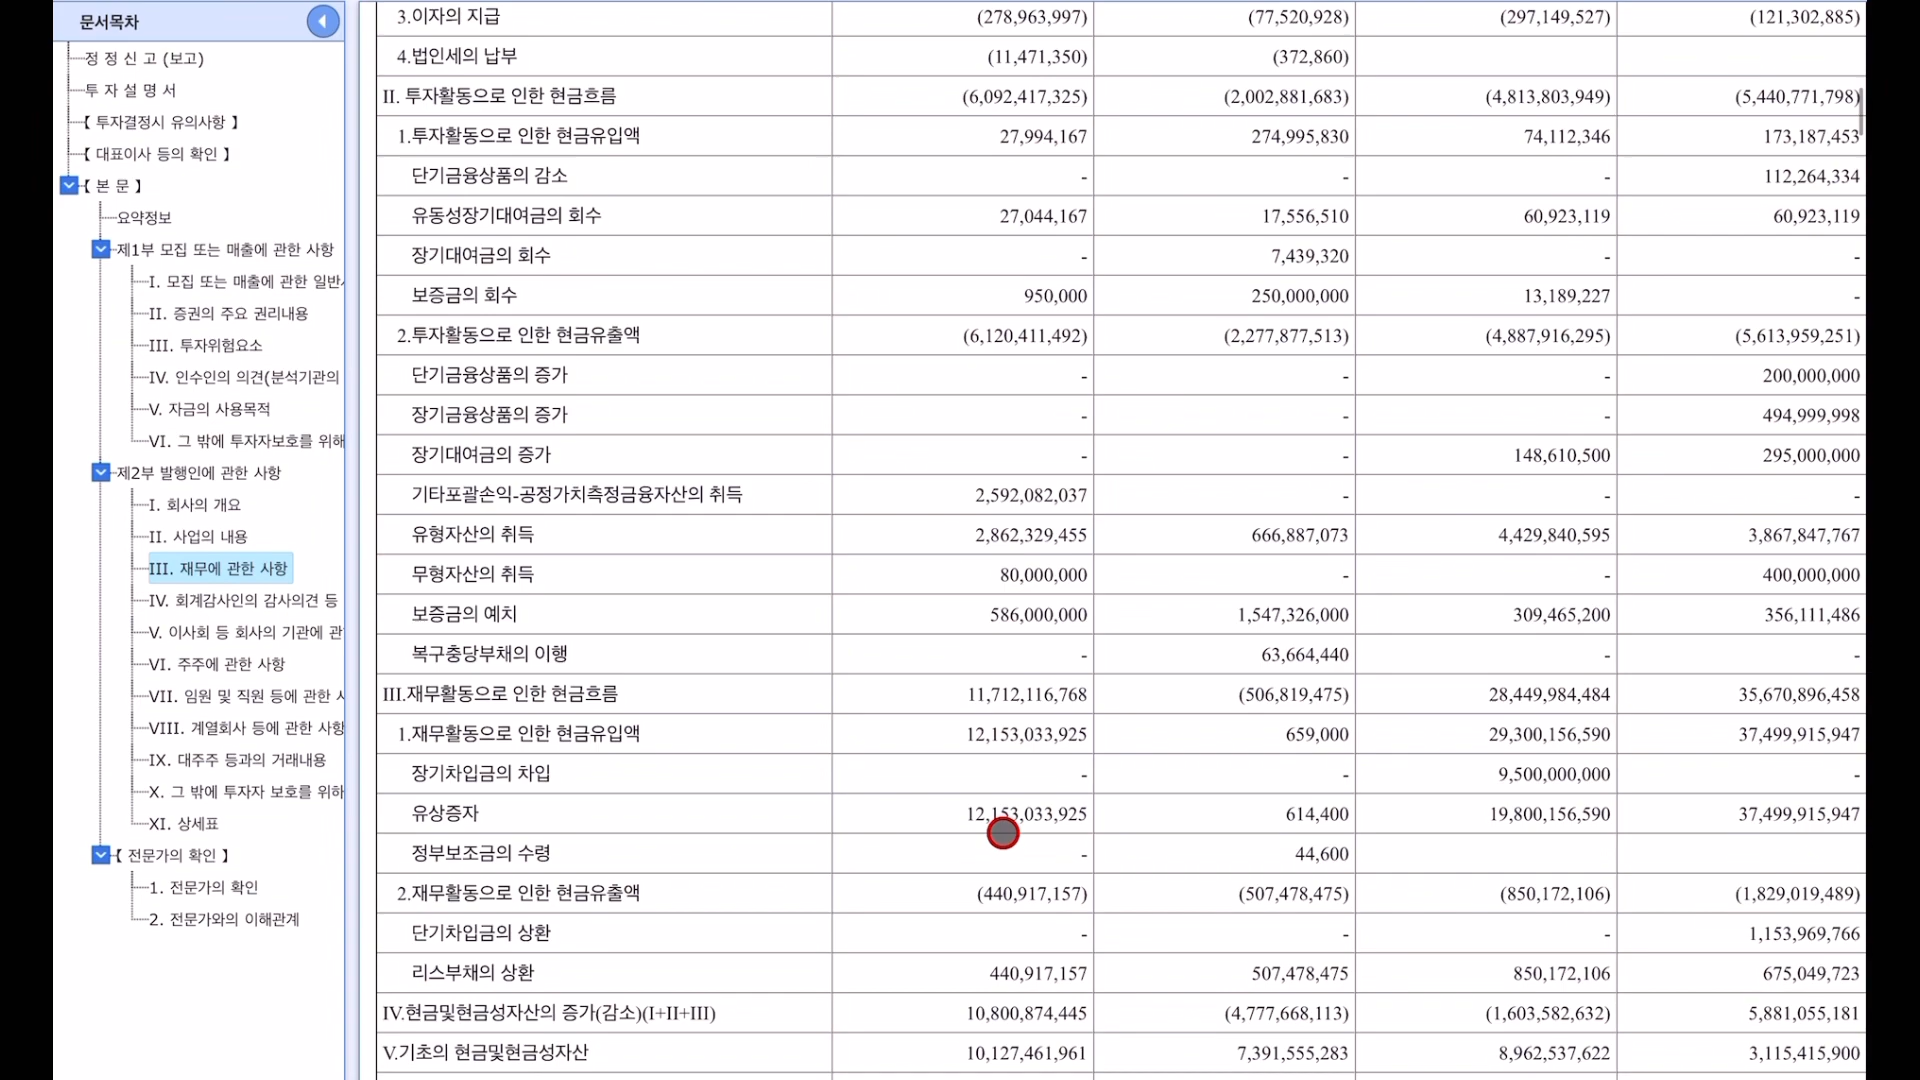 문서목차
정 정 신 고 (보고)
투 자 설 명 서
【 투자결정시 유의사항 】
【 대표이사 등의 확인 】
【 본 문 】
요약정보
제1부 모집 또는 매출에 관한 사항
I. 모집 또는 매출에 관한 일반
II. 증권의 주요 권리내용
III. 투자위험요소
IV. 인수인의 의견(분석기관의
V. 자금의 사용목적
VI. 그 밖에 투자자보호를 위해
제2부 발행인에 관한 사항
I. 회사의 개요
II. 사업의 내용
III. 재무에 관한 사항
IV. 회계감사인의 감사의견 등
V. 이사회 등 회사의 기관에 관
VI. 주주에 관한 사항
VII. 임원 및 직원 등에 관한
VIII. 계열회사 등에 관한 사항
IX. 대주주 등과의 거래내용
X. 그 밖에 투자자 보호를 위하
XI. 상세표
【 전문가의 확인 】
1. 전문가의 확인
2. 전문가와의 이해관계
3.이자의 지급 (278,963,997) (77,520,928) (297,149,527) (121,302,885)
4.법인세의 납부 (11,471,350) (372,860)
II. 투자활동으로 인한 현금흐름 (6,092,417,325) (2,002,881,683) (4,813,803,949) (5,440,771,798)
1.투자활동으로 인한 현금유입액 27,994,167 274,995,830 74,112,346 173,187,453
단기금융상품의 감소 - - - 112,264,334
유동성장기대여금의 회수 27,044,167 17,556,510 60,923,119 60,923,119
장기대여금의 회수 - 7,439,320 - -
보증금의 회수 950,000 250,000,000 13,189,227 -
2.투자활동으로 인한 현금유출액 (6,120,411,492) (2,277,877,513) (4,887,916,295) (5,613,959,251)
단기금융상품의 증가 - - - 200,000,000
장기금융상품의 증가 - - - 494,999,998
장기대여금의 증가 - - 148,610,500 295,000,000
기타포괄손익-공정가치측정금융자산의 취득 2,592,082,037 - - -
유형자산의 취득 2,862,329,455 666,887,073 4,429,840,595 3,867,847,767
무형자산의 취득 80,000,000 - - 400,000,000
보증금의 예치 586,000,000 1,547,326,000 309,465,200 356,111,486
복구충당부채의 이행 - 63,664,440 - -
III.재무활동으로 인한 현금흐름 11,712,116,768 (506,819,475) 28,449,984,484 35,670,896,458
1.재무활동으로 인한 현금유입액 12,153,033,925 659,000 29,300,156,590 37,499,915,947
장기차입금의 차입 - - 9,500,000,000 -
유상증자 12,153,033,925 614,400 19,800,156,590 37,499,915,947
정부보조금의 수령 - 44,600
2.재무활동으로 인한 현금유출액 (440,917,157) (507,478,475) (850,172,106) (1,829,019,489)
단기차입금의 상환 - - - 1,153,969,766
리스부채의 상환 440,917,157 507,478,475 850,172,106 675,049,723
IV.현금및현금성자산의 증가(감소)(I+II+III) 10,800,874,445 (4,777,668,113) (1,603,582,632) 5,881,055,181
V.기초의 현금및현금성자산 10,127,461,961 7,391,555,283 8,962,537,622 3,115,415,900